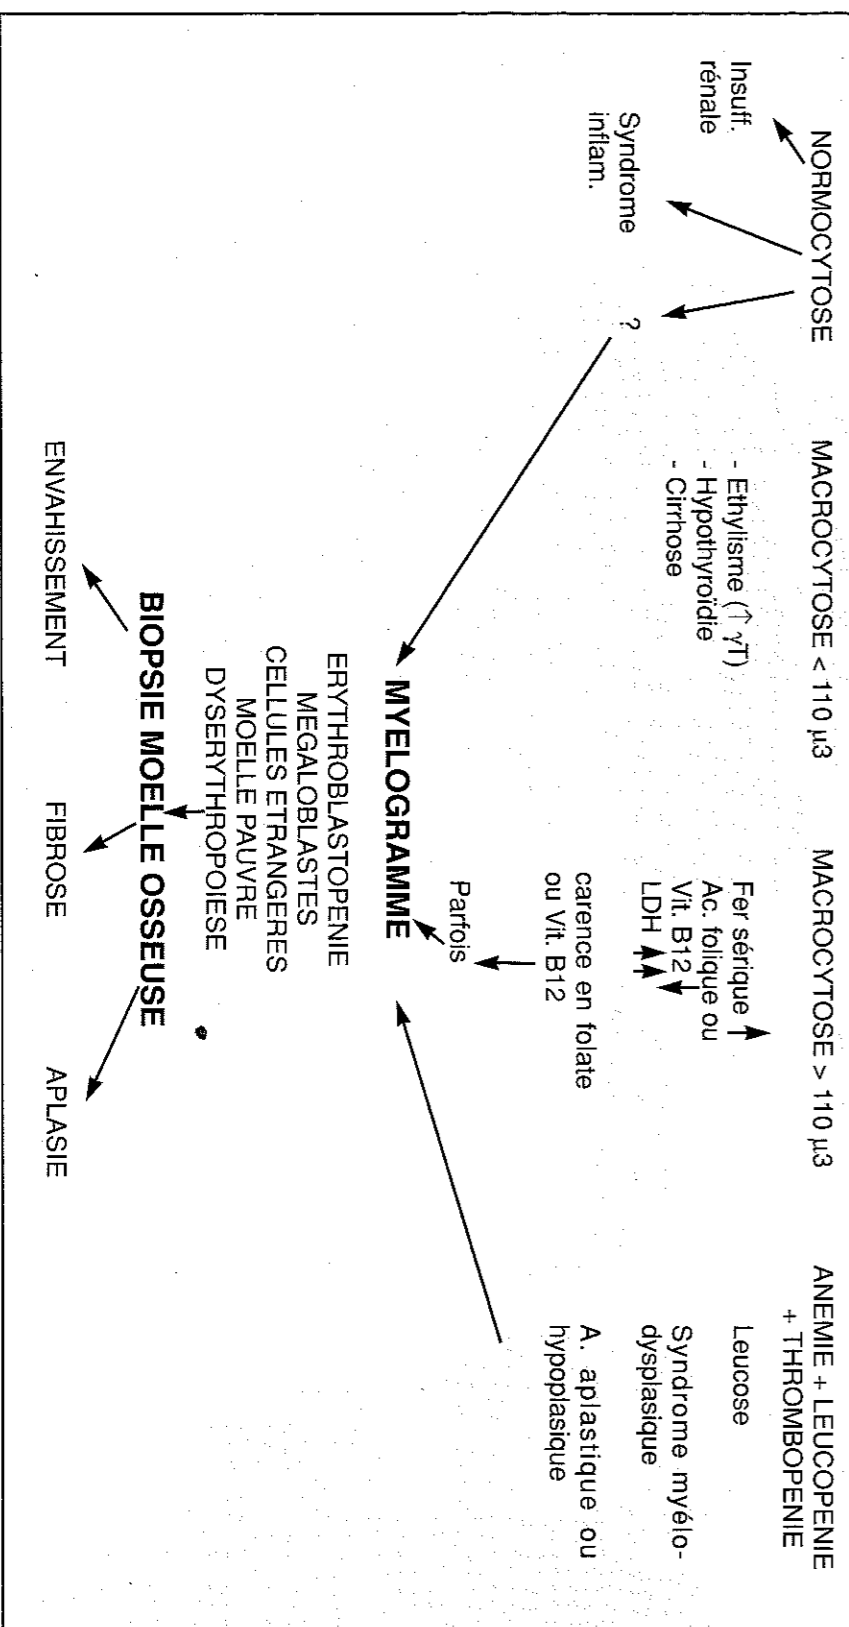 NORMOCYTOSE
Insuff.
rénale
Syndrome
inflam.
?
MACROCYTOSE < 110 µ3
- Ethylisme (↑ γT)
- Hypothyroïdie
- Cirrhose
MACROCYTOSE > 110 µ3
Fer sérique ↑
Ac. folique ou
Vit. B12 ↓
LDH ↑↑
carence en folate
ou Vit. B12
Parfois
ANEMIE + LEUCOPENIE
+ THROMBOPENIE
Leucose
Syndrome myélo-
dysplasique
A. aplastique ou
hypoplasique
MYELOGRAMME
ERYTHROBLASTOPENIE
MEGALOBLASTES
CELLULES ETRANGERES
MOELLE PAUVRE
DYSERYTHROPOIESE
BIOPSIE MOELLE OSSEUSE
ENVAHISSEMENT
FIBROSE
APLASIE